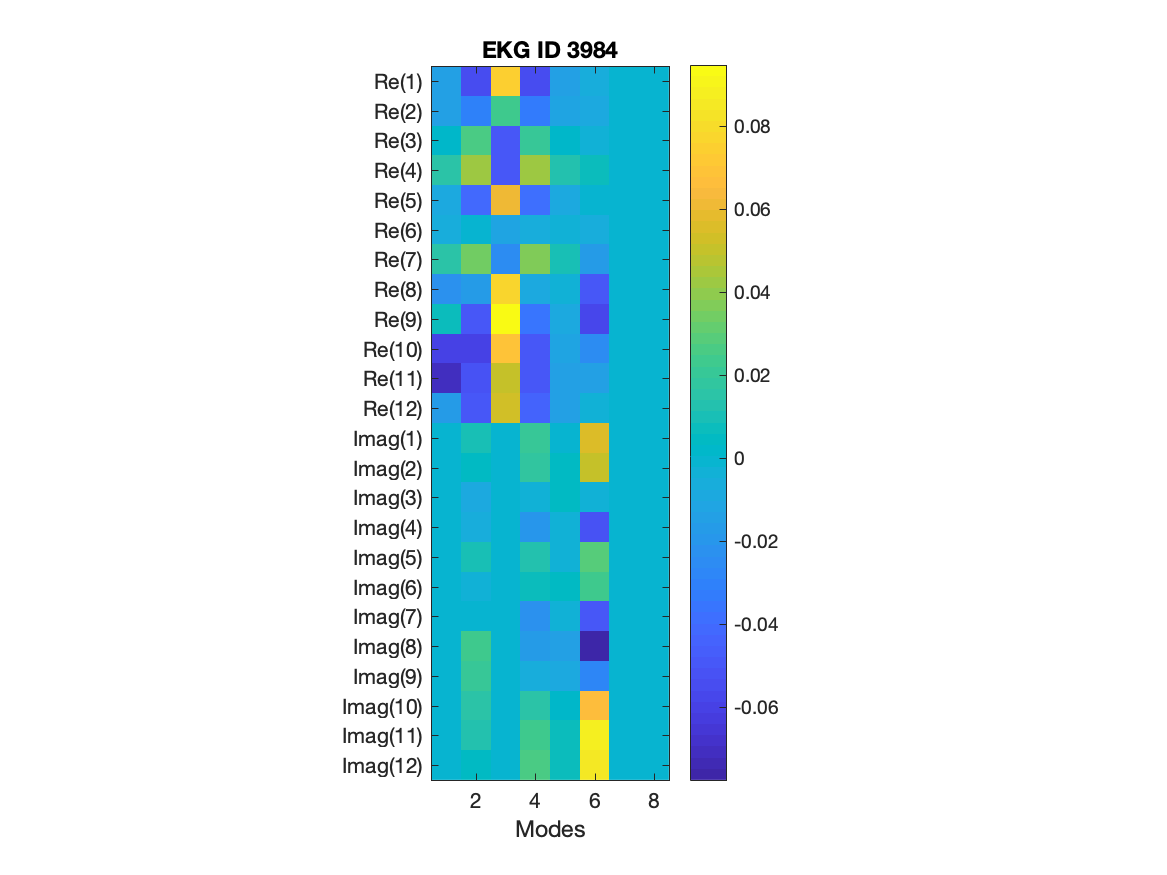 EKG ID 3984
Re(1)
Re(2)
Re(3)
Re(4)
Re(5)
Re(6)
Re(7)
Re(8)
Re(9)
Re(10)
Re(11)
Re(12)
Imag(1)
Imag(2)
Imag(3)
Imag(4)
Imag(5)
Imag(6)
Imag(7)
Imag(8)
Imag(9)
Imag(10)
Imag(11)
Imag(12)
2 4 6 8
Modes
0.08
0.06
0.04
0.02
0
-0.02
-0.04
-0.06